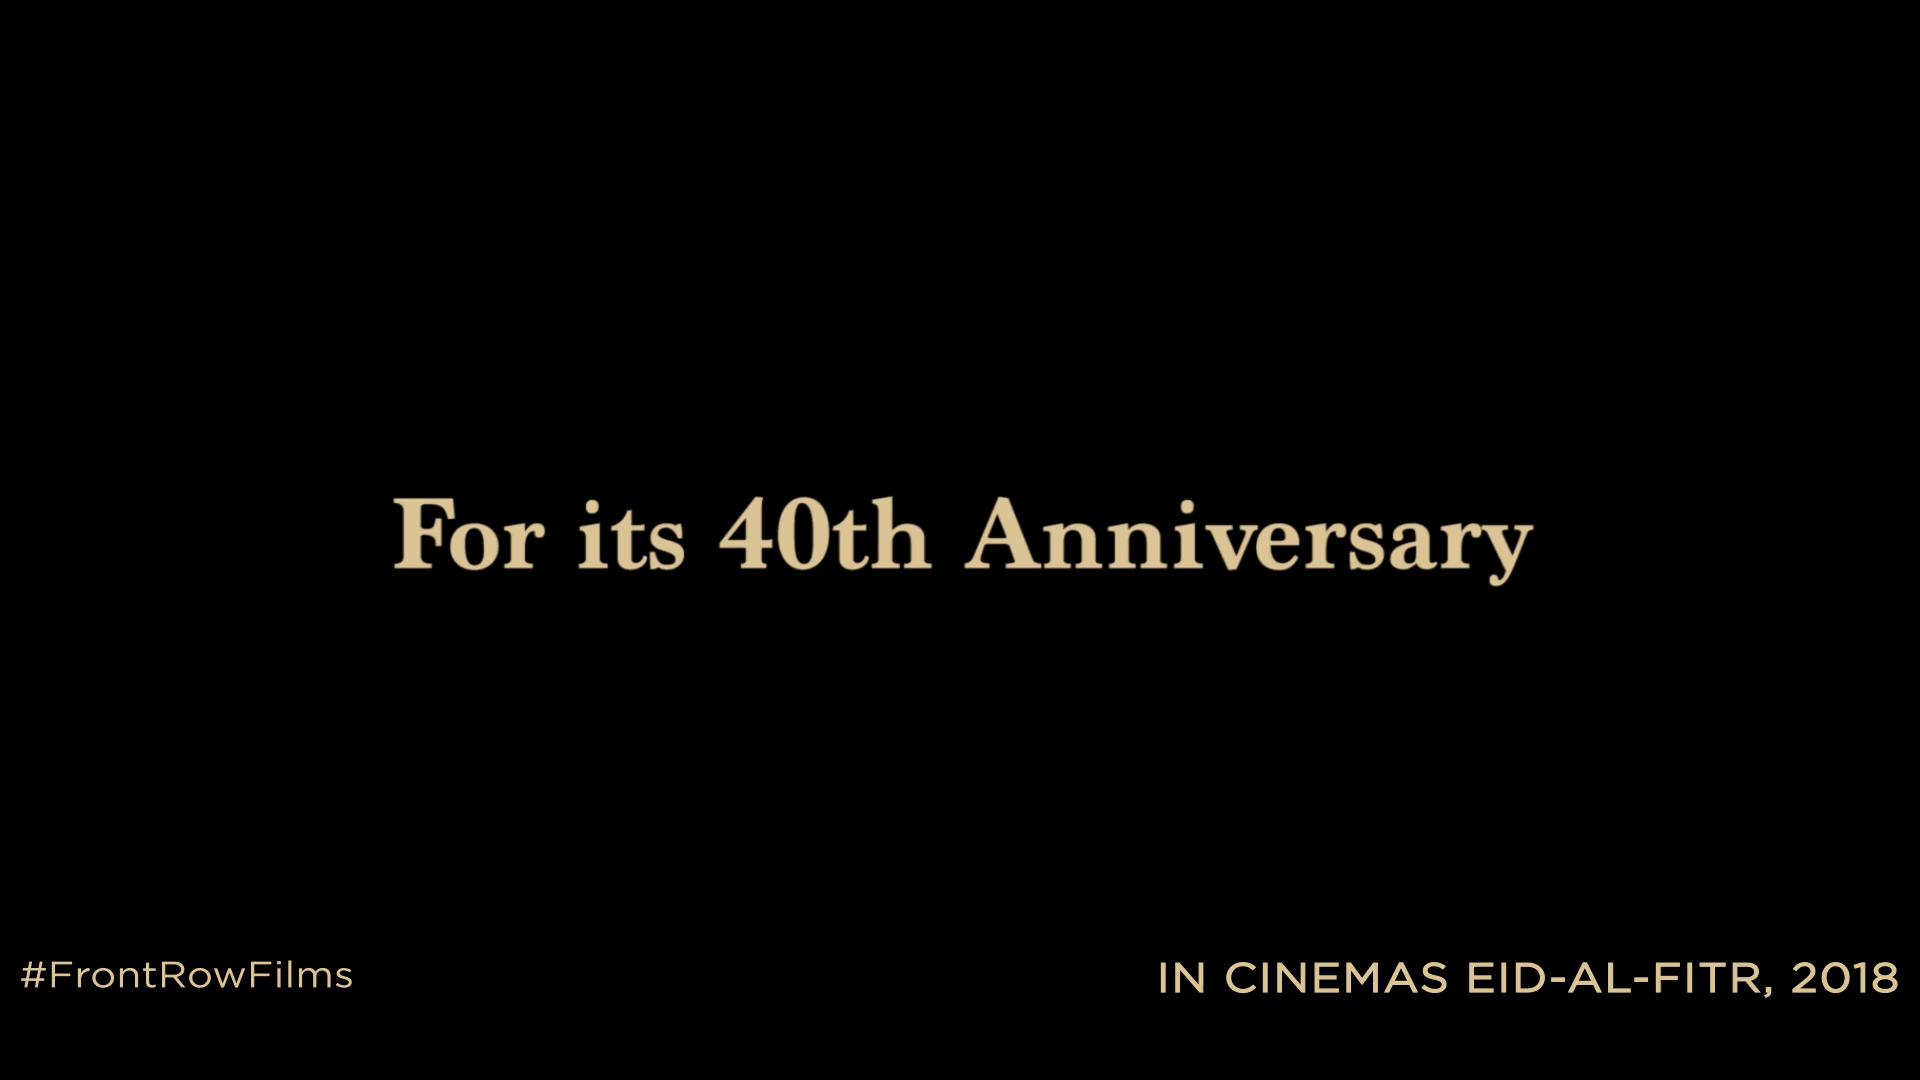 For its 40th Anniversary
#FrontRowFilms
IN CINEMAS EID-AL-FITR, 2018